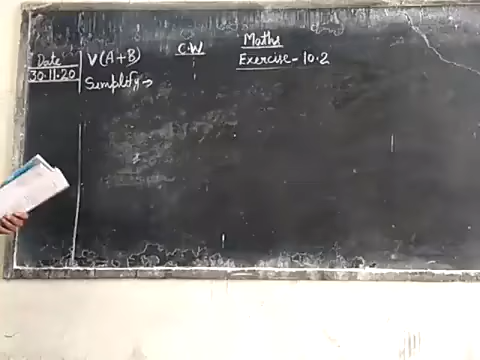 Maths
C.W
Date V(A+B)
Exercise - 10.2
30.11.20
Simplify →